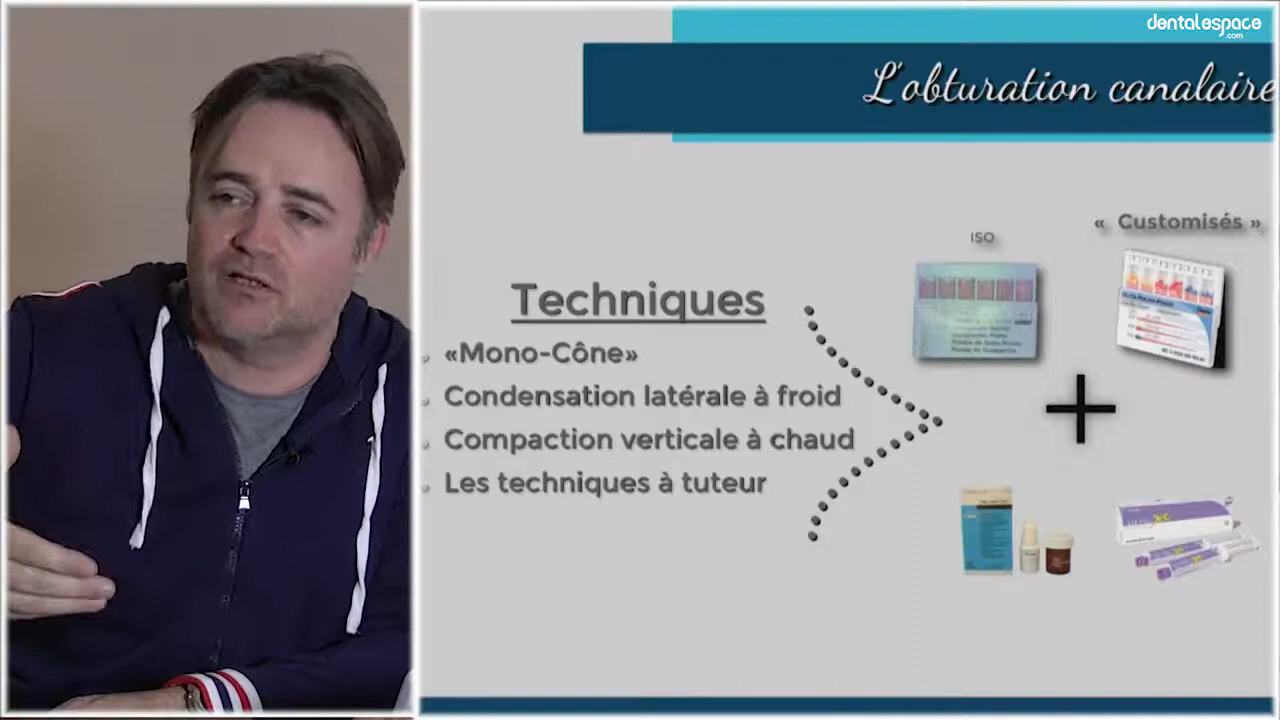 dentalespace
.com
L'obturation canalaire
« Customisés »
ISO
Techniques
«Mono-Cône»
Condensation latérale à froid
Compaction verticale à chaud
Les techniques à tuteur